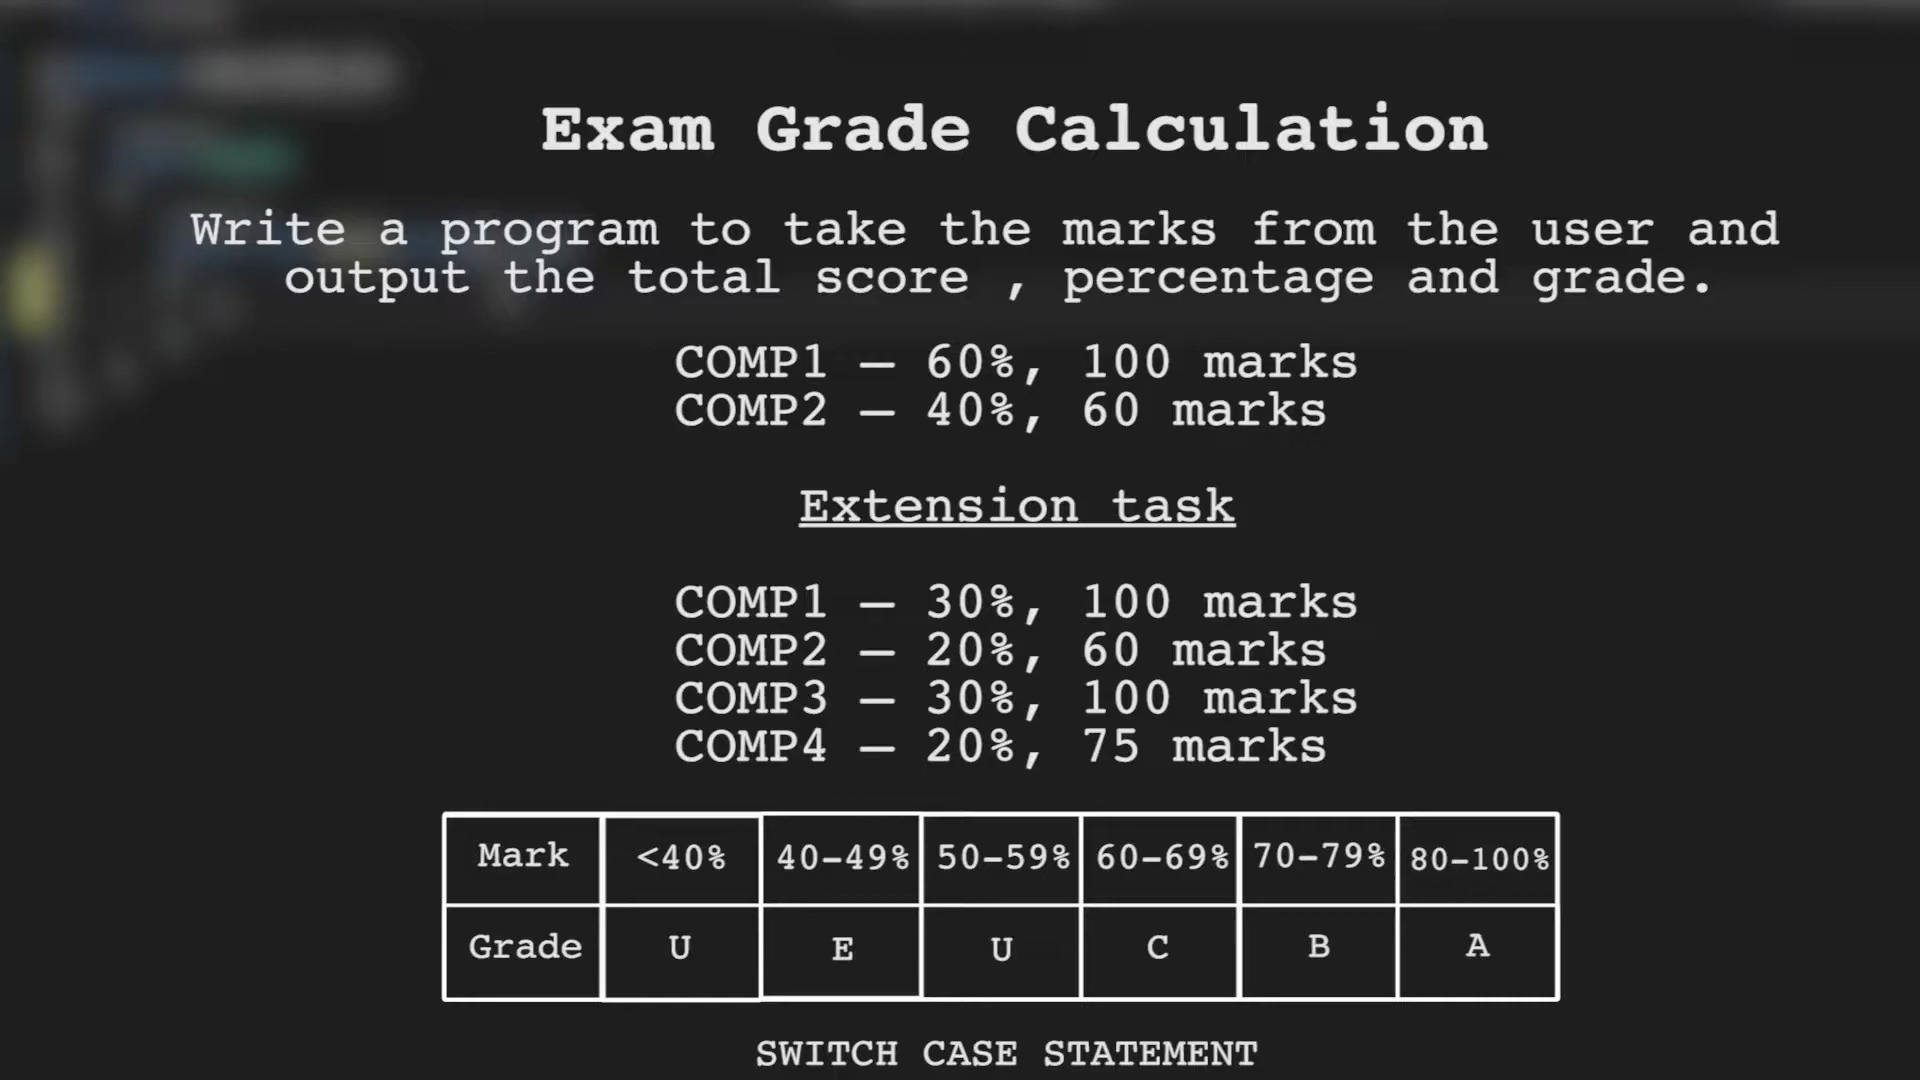 Exam Grade Calculation
Write a program to take the marks from the user and
output the total score , percentage and grade.
COMP1 – 60%, 100 marks
COMP2 – 40%, 60 marks
Extension task
COMP1 – 30%, 100 marks
COMP2 – 20%, 60 marks
COMP3 – 30%, 100 marks
COMP4 – 20%, 75 marks
Mark <40% 40-49% 50-59% 60-69% 70-79% 80-100%
Grade U E U C B A
SWITCH CASE STATEMENT